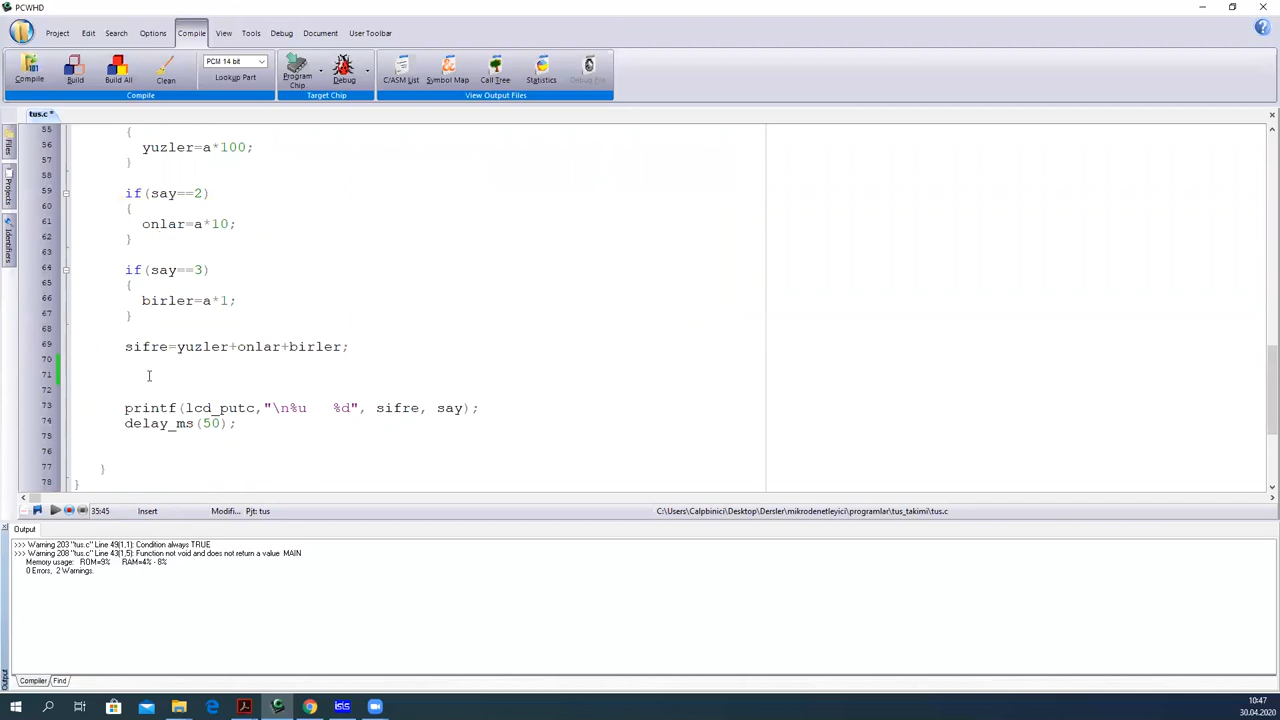 PCWHD
Project Edit Search Options Compile View Tools Debug Document User Toolbar
PCM 14 bit
Compile Build Build All Clean Lookup Part Program Chip Debug C/ASM List Symbol Map Call Tree Statistics Debug File
Compile Target Chip View Output Files
tus.c *
Files
Projects
Identifiers
55 {
56 yuzler=a*100;
57 }
58
59 if(say==2)
60 {
61 onlar=a*10;
62 }
63
64 if(say==3)
65 {
66 birler=a*1;
67 }
68
69 sifre=yuzler+onlar+birler;
70
71
72
73 printf(lcd_putc,"\n%u   %d", sifre, say);
74 delay_ms(50);
75
76
77 }
78 }
35:45 Insert Modifi... Pjt: tus C:\Users\Calpbinici\Desktop\Dersler\mikrodenetleyici\programlar\tus_takimi\tus.c
Output
>>> Warning 203 "tus.c" Line 49(1,1): Condition always TRUE
>>> Warning 208 "tus.c" Line 43(1,5): Function not void and does not return a value MAIN
Memory usage: ROM=9% RAM=4% - 8%
0 Errors, 2 Warnings.
Output
Compiler Find
isis
10:47
30.04.2020